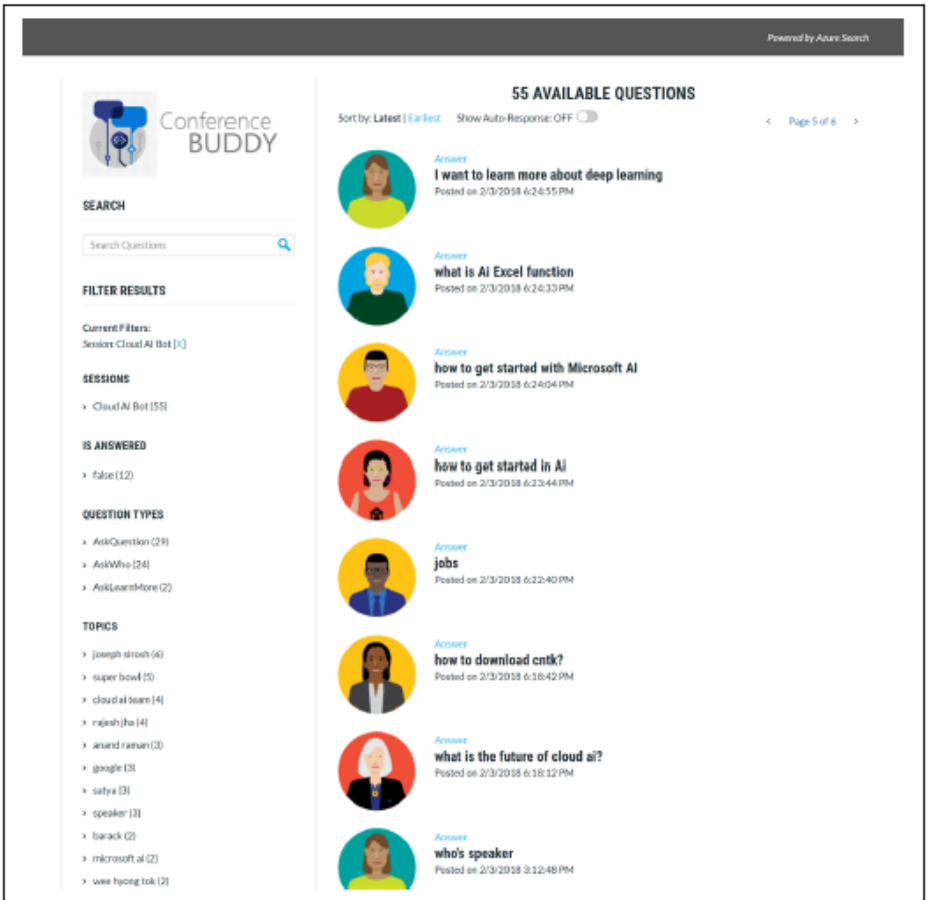 Powered by Azure Search
Conference
BUDDY
SEARCH
Search Questions
FILTER RESULTS
Current Filters:
Session: Cloud AI Bot [X]
SESSIONS
› Cloud AI Bot (55)
IS ANSWERED
› false (12)
QUESTION TYPES
› AskQuestion (29)
› AskWho (24)
› AskLearnMore (2)
TOPICS
› joseph sirosh (6)
› super bowl (5)
› cloud ai team (4)
› rajesh jha (4)
› anand raman (3)
› google (3)
› satya (3)
› speaker (3)
› barack (2)
› microsoft ai (2)
› wee hyong tok (2)
55 AVAILABLE QUESTIONS
Sort by: Latest | Earliest Show Auto-Response: OFF
‹ Page 5 of 6 ›
Answer
I want to learn more about deep learning
Posted on 2/3/2018 6:24:55 PM
Answer
what is Ai Excel function
Posted on 2/3/2018 6:24:33 PM
Answer
how to get started with Microsoft AI
Posted on 2/3/2018 6:24:04 PM
Answer
how to get started in Ai
Posted on 2/3/2018 6:23:44 PM
Answer
jobs
Posted on 2/3/2018 6:22:40 PM
Answer
how to download cntk?
Posted on 2/3/2018 6:18:42 PM
Answer
what is the future of cloud ai?
Posted on 2/3/2018 6:18:12 PM
Answer
who's speaker
Posted on 2/3/2018 3:12:48 PM